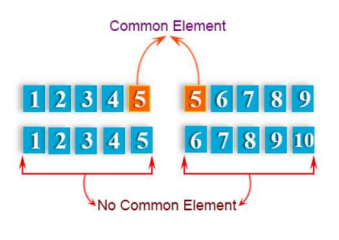 Common Element
1 2 3 4 5 5 6 7 8 9
1 2 3 4 5 6 7 8 9 10
No Common Element